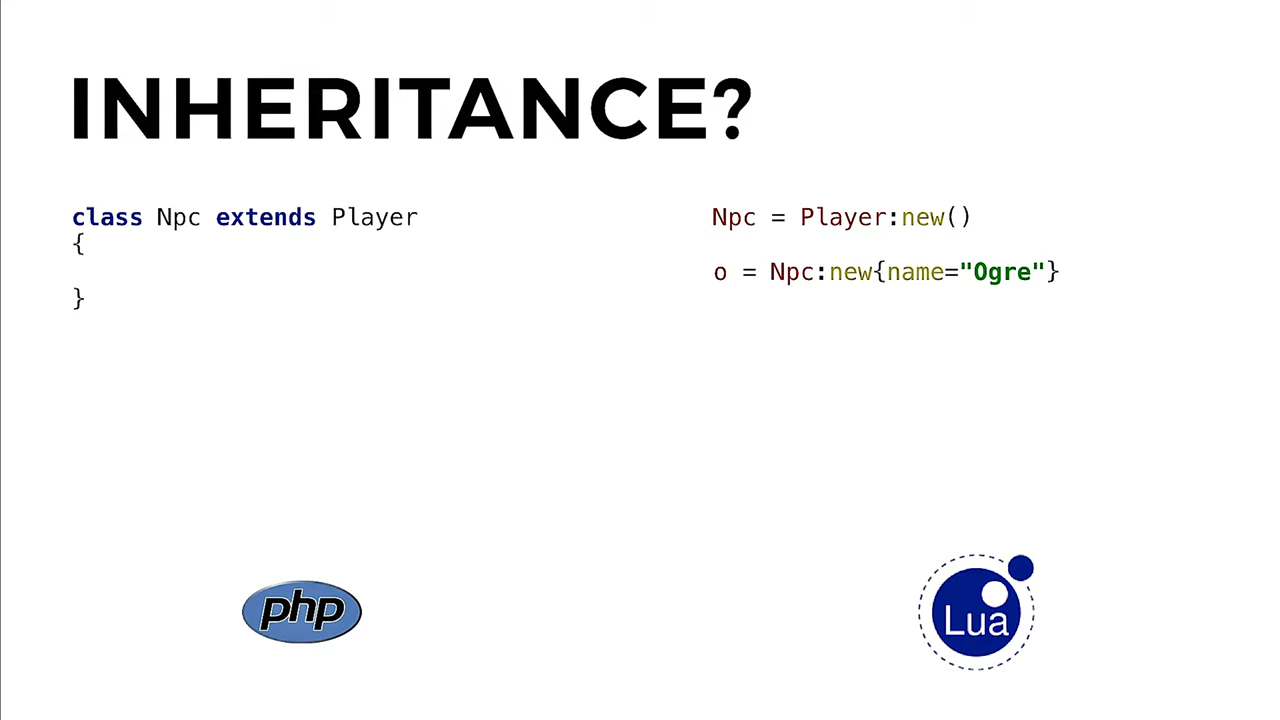 INHERITANCE?
class Npc extends Player
{
}
Npc = Player:new()
o = Npc:new{name="Ogre"}
php
Lua